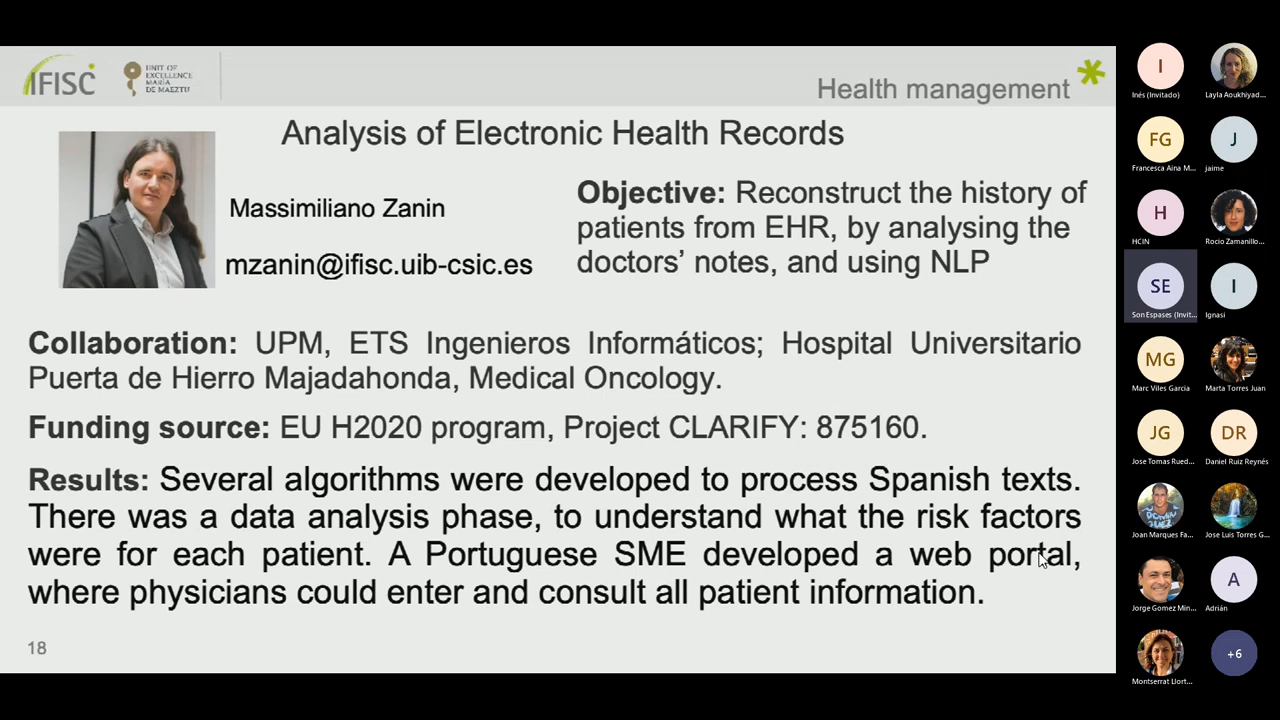 IFISC
UNIT OF
EXCELLENCE
MARÍA
DE MAEZTU
Health management
Analysis of Electronic Health Records
Massimiliano Zanin
mzanin@ifisc.uib-csic.es
Objective: Reconstruct the history of
patients from EHR, by analysing the
doctors' notes, and using NLP
Collaboration: UPM, ETS Ingenieros Informáticos; Hospital Universitario
Puerta de Hierro Majadahonda, Medical Oncology.
Funding source: EU H2020 program, Project CLARIFY: 875160.
Results: Several algorithms were developed to process Spanish texts.
There was a data analysis phase, to understand what the risk factors
were for each patient. A Portuguese SME developed a web portal,
where physicians could enter and consult all patient information.
18
I
Inés (Invitado)
Layla Aoukhiyad...
FG
Francesca Aina M...
J
jaime
H
HCIN
Rocio Zamanillo...
SE
Son Espases (Invit...
I
Ignasi
MG
Marc Viles Garcia
Marta Torres Juan
JG
Jose Tomas Rued...
DR
Daniel Ruiz Reynés
Joan Marques Fa...
Jose Luis Torres G...
Jorge Gomez Min...
A
Adrián
Montserrat Llort...
+6